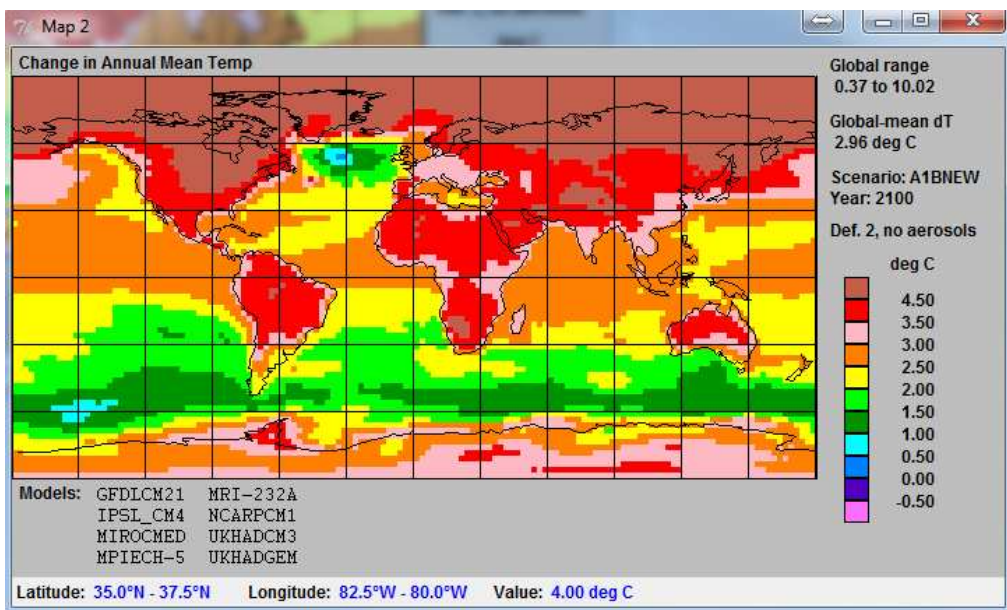 Map 2
Change in Annual Mean Temp
Global range
0.37 to 10.02
Global-mean dT
2.96 deg C
Scenario: A1BNEW
Year: 2100
Def. 2, no aerosols
deg C
4.50
3.50
3.00
2.50
2.00
1.50
1.00
0.50
0.00
-0.50
Models: GFDLCM21 MRI-232A
IPSL_CM4 NCARPCM1
MIROCMED UKHADCM3
MPIECH-5 UKHADGEM
Latitude: 35.0°N - 37.5°N Longitude: 82.5°W - 80.0°W Value: 4.00 deg C